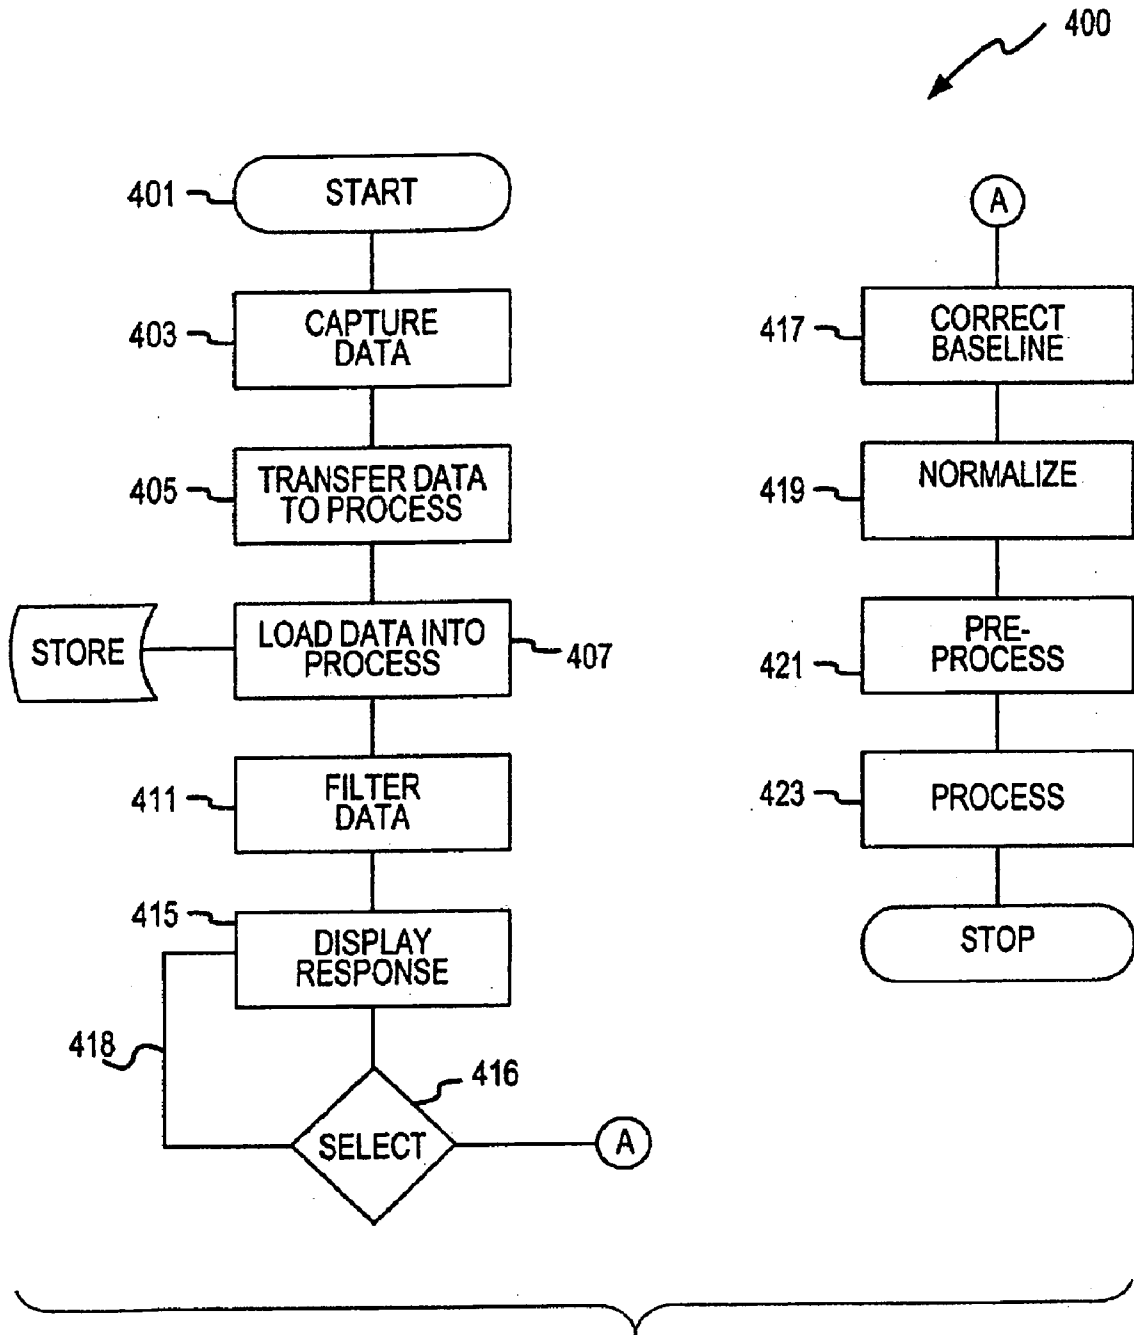 400
401
START
403
CAPTURE
DATA
405
TRANSFER DATA
TO PROCESS
STORE
LOAD DATA INTO
PROCESS
407
411
FILTER
DATA
415
DISPLAY
RESPONSE
418
416
SELECT
A
A
417
CORRECT
BASELINE
419
NORMALIZE
421
PRE-
PROCESS
423
PROCESS
STOP